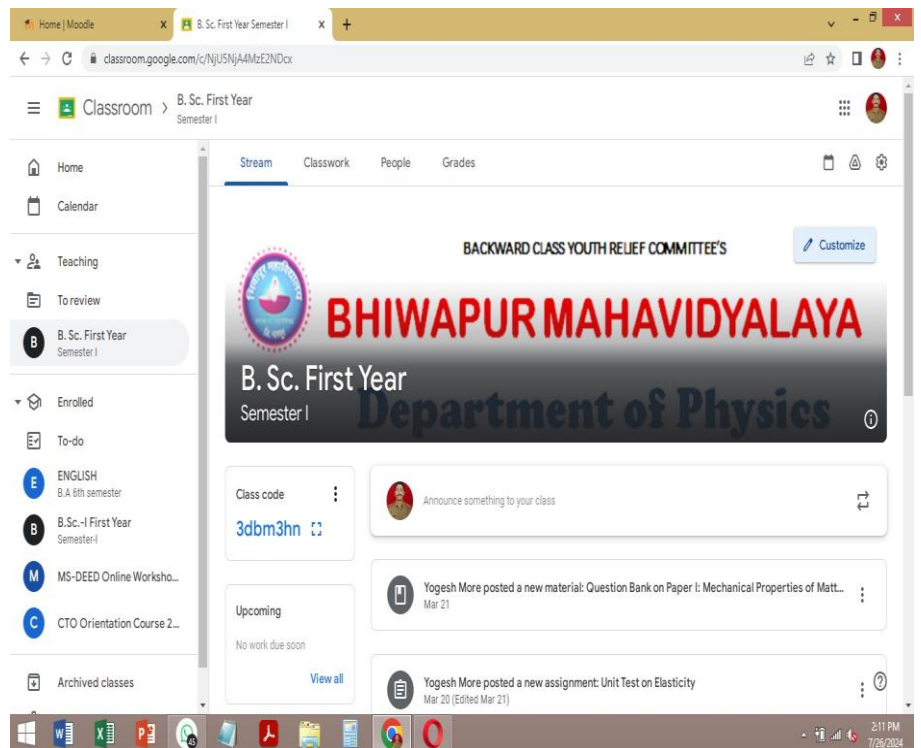 Home | Moodle
B. Sc. First Year Semester I
classroom.google.com/c/NjU5NjA4MzE2NDcx
Classroom
B. Sc. First Year
Semester I
Home
Calendar
Teaching
To review
B
B. Sc. First Year
Semester I
Enrolled
To-do
E
ENGLISH
B.A 6th semester
B
B.Sc.-I First Year
Semester-I
M
MS-DEED Online Worksho...
C
CTO Orientation Course 2...
Archived classes
Stream Classwork People Grades
BACKWARD CLASS YOUTH RELIEF COMMITTEE'S
Customize
BHIWAPUR MAHAVIDYALAYA
B. Sc. First Year
Semester I
Department of Physics
Class code
3dbm3hn
Announce something to your class
Upcoming
No work due soon
View all
Yogesh More posted a new material: Question Bank on Paper I: Mechanical Properties of Matt...
Mar 21
Yogesh More posted a new assignment: Unit Test on Elasticity
Mar 20 (Edited Mar 21)
45
2:11 PM
7/26/2024